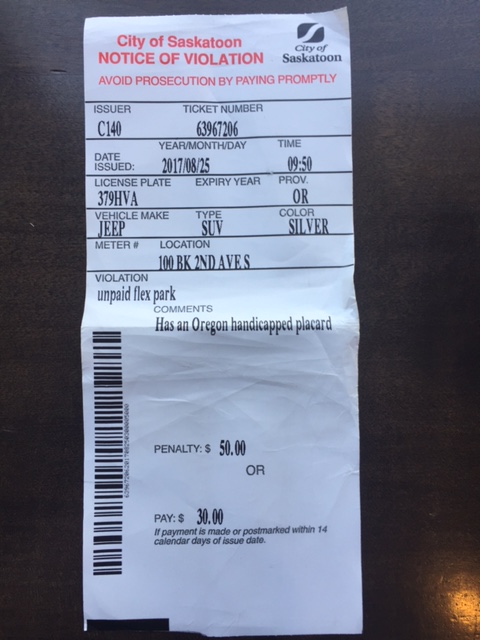 City of Saskatoon
NOTICE OF VIOLATION
City of
Saskatoon
AVOID PROSECUTION BY PAYING PROMPTLY
ISSUER TICKET NUMBER
C140 63967206
YEAR/MONTH/DAY TIME
DATE
ISSUED: 2017/08/25 09:50
LICENSE PLATE EXPIRY YEAR PROV.
379HVA OR
VEHICLE MAKE TYPE COLOR
JEEP SUV SILVER
METER # LOCATION
100 BK 2ND AVE S
VIOLATION
unpaid flex park
COMMENTS
Has an Oregon handicapped placard
PENALTY: $ 50.00
OR
PAY: $ 30.00
If payment is made or postmarked within 14
calendar days of issue date.